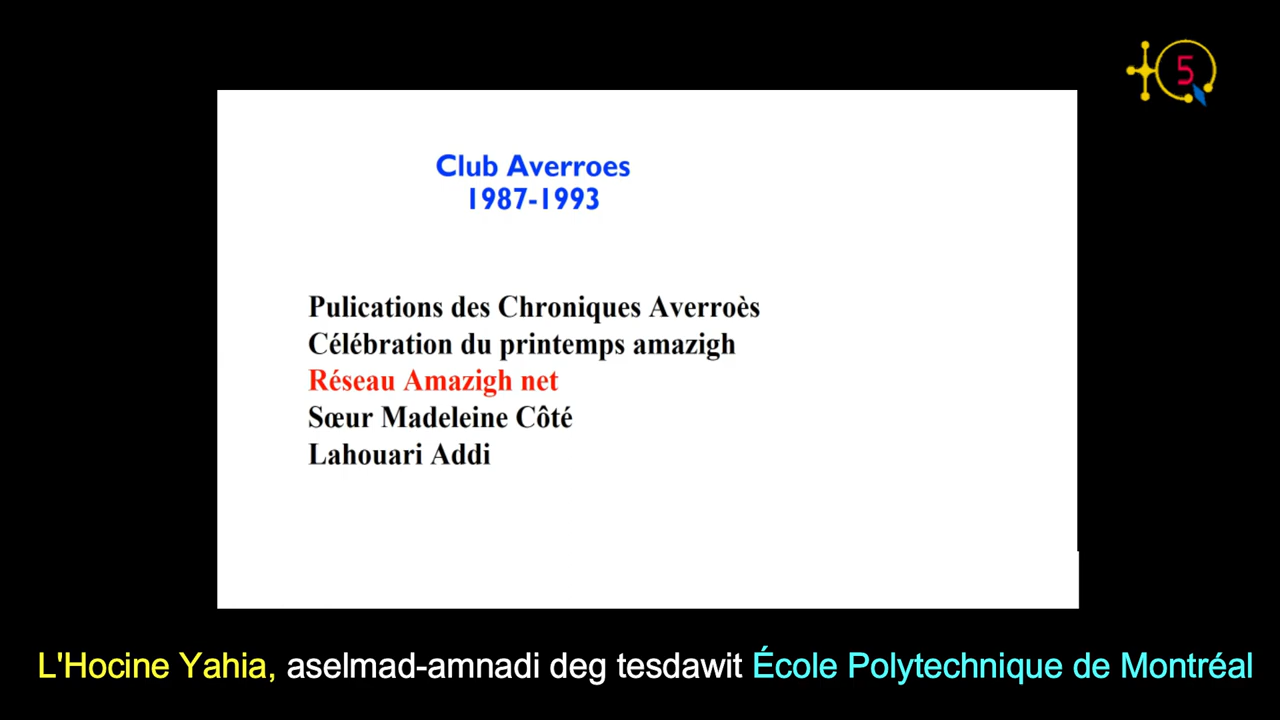 5
Club Averroes
1987-1993
Pulications des Chroniques Averroès
Célébration du printemps amazigh
Réseau Amazigh net
Sœur Madeleine Côté
Lahouari Addi
L'Hocine Yahia, aselmad-amnadi deg tesdawit École Polytechnique de Montréal